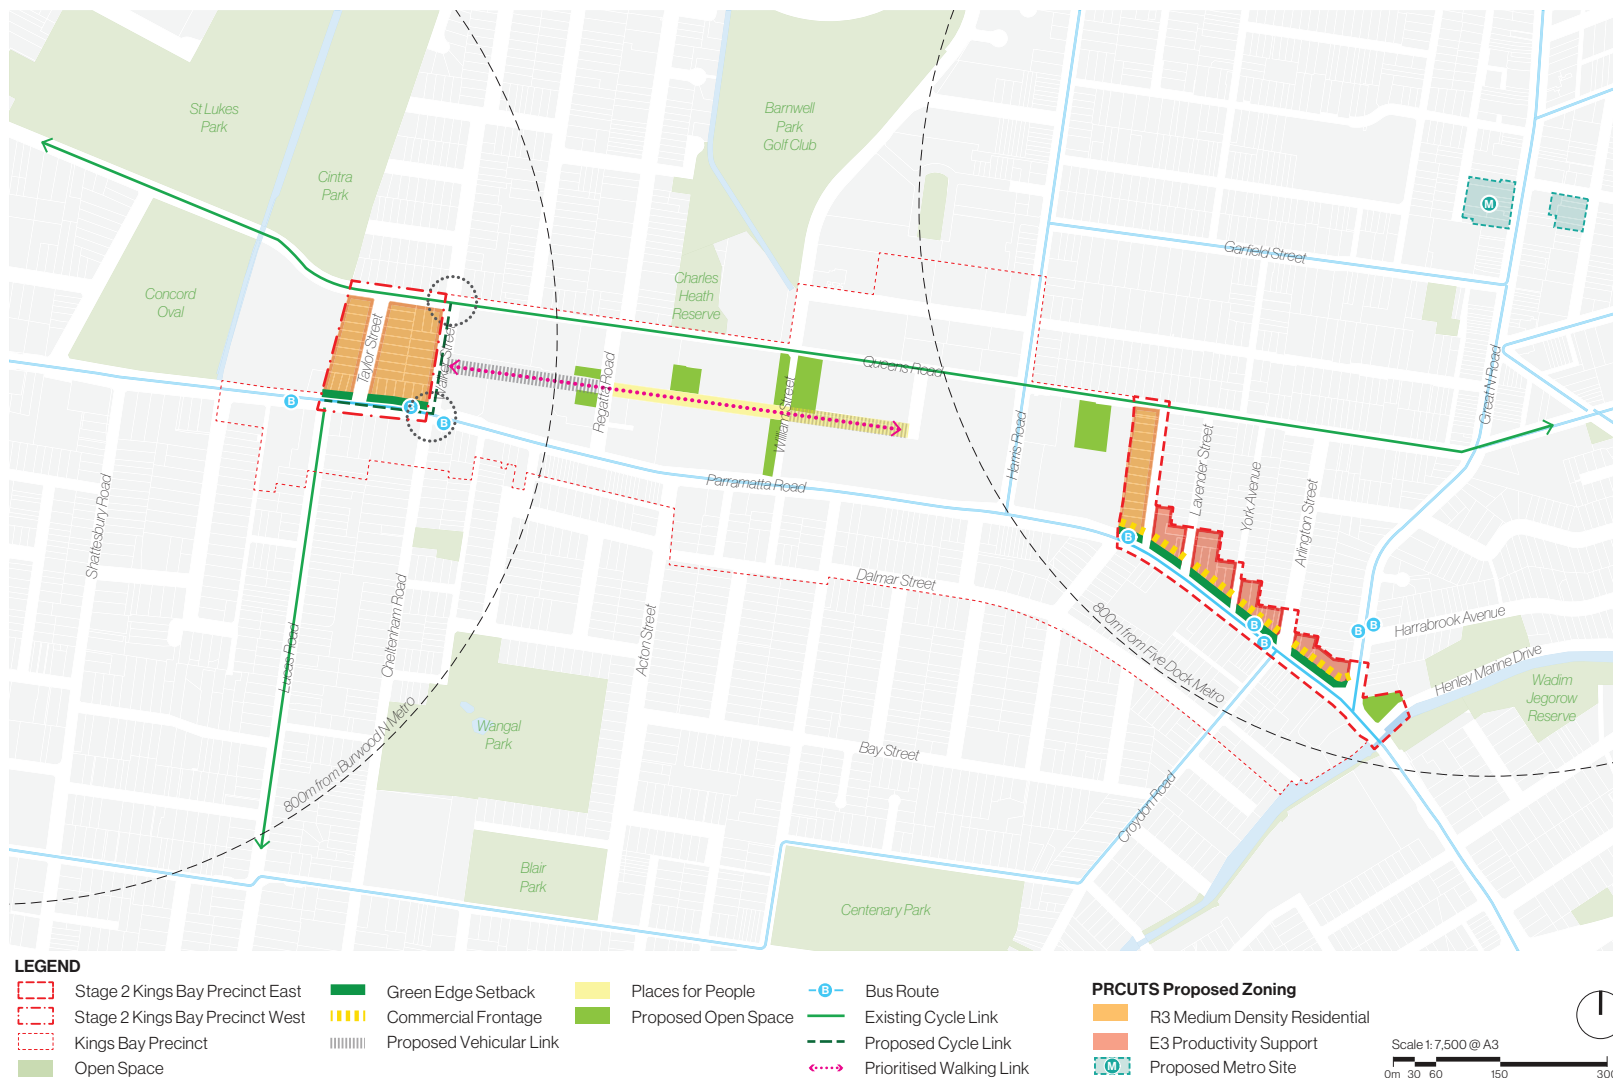 St Lukes
Park
Barnwell
Park
Golf Club
Cintra
Park
M
Garfield Street
Concord
Oval
Charles
Heath
Reserve
Taylor Street
Walker Street
Queens Road
Regatta Road
William Street
Great N Road
B
B
B
Harris Road
Lavender Street
York Avenue
Arlington Street
Parramatta Road
Shaftesbury Road
B
Dalmar Street
Cheltenham Road
Acton Street
800m from Five Dock Metro
B
B
B
B
Harrabrook Avenue
Lucas Road
Henley Marine Drive
Wadim
Jegorow
Reserve
Wangal
Park
800m from Burwood N Metro
Bay Street
Croydon Road
Blair
Park
Centenary Park
LEGEND
Stage 2 Kings Bay Precinct East
Stage 2 Kings Bay Precinct West
Kings Bay Precinct
Open Space
Green Edge Setback
Commercial Frontage
Proposed Vehicular Link
Places for People
Proposed Open Space
B
Bus Route
Existing Cycle Link
Proposed Cycle Link
Prioritised Walking Link
PRCUTS Proposed Zoning
R3 Medium Density Residential
E3 Productivity Support
M
Proposed Metro Site
Scale 1: 7,500 @ A3
0m 30 60 150 300